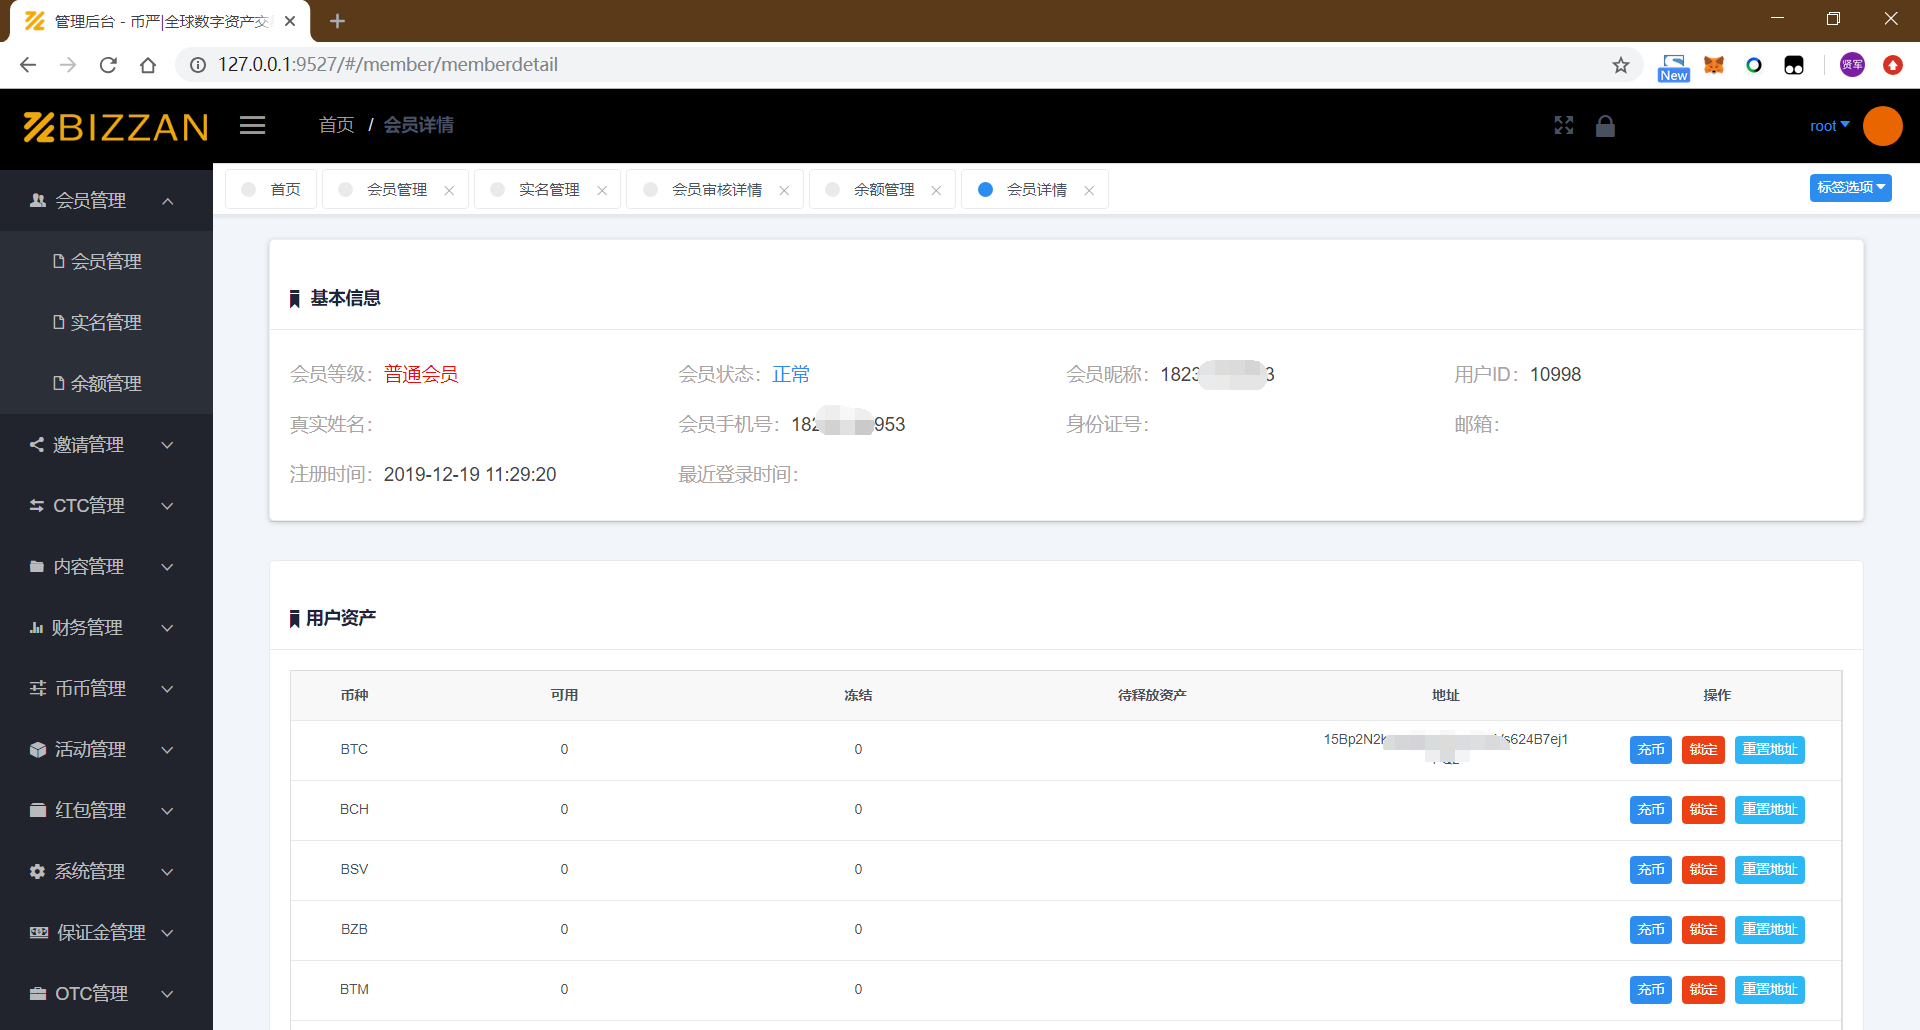 管理后台 - 币严|全球数字资产交
127.0.0.1:9527/#/member/memberdetail
New
贤军
BIZZAN
首页 / 会员详情
root
会员管理
会员管理
实名管理
余额管理
邀请管理
CTC管理
内容管理
财务管理
币币管理
活动管理
红包管理
系统管理
保证金管理
OTC管理
首页 会员管理 实名管理 会员审核详情 余额管理 会员详情 标签选项
基本信息
会员等级: 普通会员 会员状态: 正常 会员昵称: 1823 3 用户ID: 10998
真实姓名: 会员手机号: 182 953 身份证号: 邮箱:
注册时间: 2019-12-19 11:29:20 最近登录时间:
用户资产
币种 可用 冻结 待释放资产 地址 操作
BTC 0 0 15Bp2N2 s624B7ej1 充币 锁定 重置地址
BCH 0 0 充币 锁定 重置地址
BSV 0 0 充币 锁定 重置地址
BZB 0 0 充币 锁定 重置地址
BTM 0 0 充币 锁定 重置地址